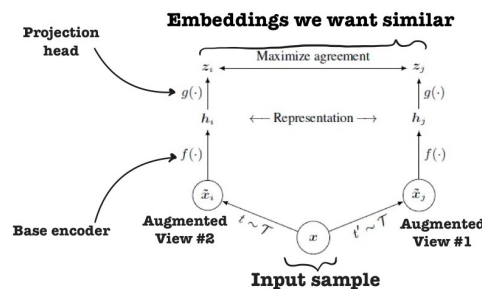 Embeddings we want similar
Projection
head
Maximize agreement
z_i
z_j
g(·)
g(·)
h_i
← Representation →
h_j
f(·)
f(·)
x̃_i
x̃_j
Augmented
View #2
t ~ T
x
t' ~ T
Augmented
View #1
Base encoder
Input sample